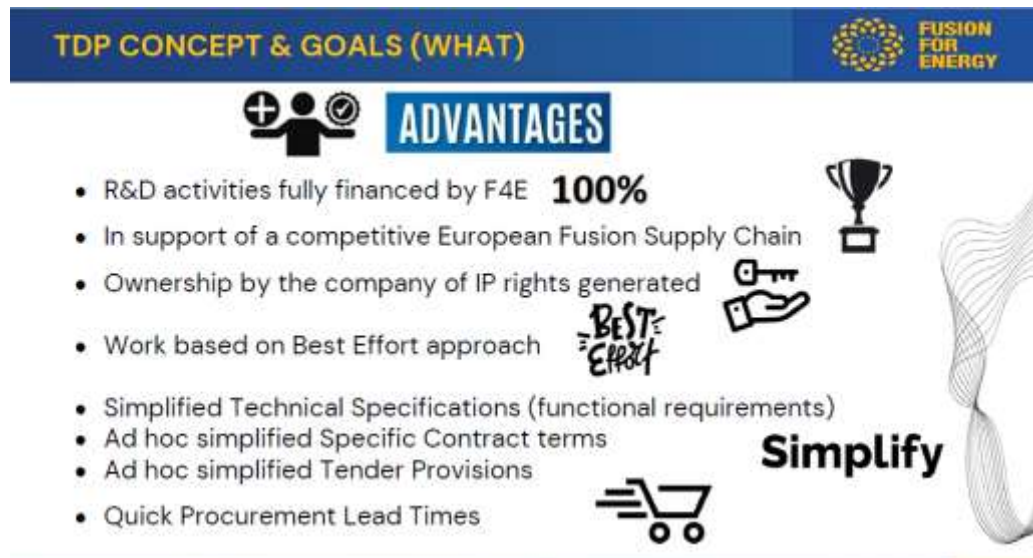 TDP CONCEPT & GOALS (WHAT)
FUSION
FOR
ENERGY
ADVANTAGES
• R&D activities fully financed by F4E 100%
• In support of a competitive European Fusion Supply Chain
• Ownership by the company of IP rights generated
• Work based on Best Effort approach
BEST
Effort
• Simplified Technical Specifications (functional requirements)
• Ad hoc simplified Specific Contract terms
• Ad hoc simplified Tender Provisions
Simplify
• Quick Procurement Lead Times